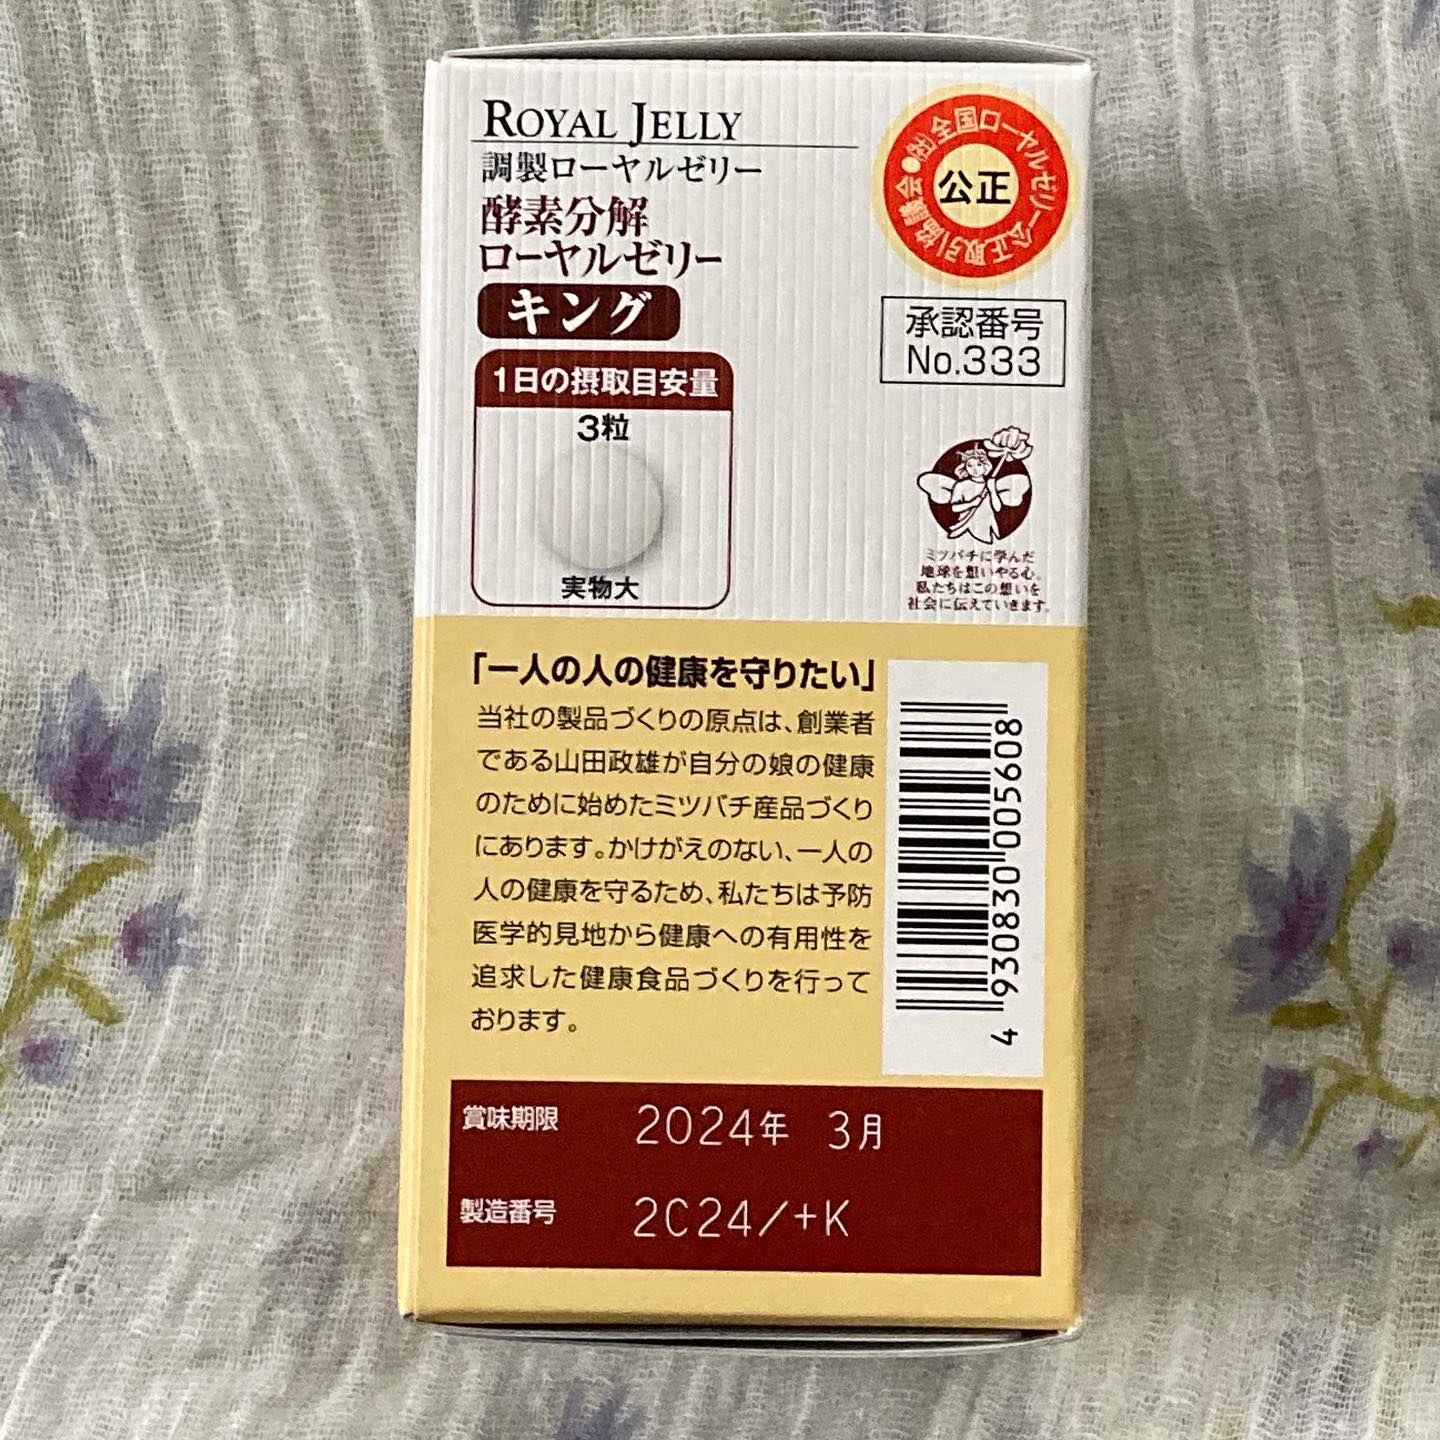 ROYAL JELLY
調製ローヤルゼリー
酵素分解
ローヤルゼリー
キング
(社)全国ローヤルゼリー公正取引協議会
公正
承認番号
No.333
1日の摂取目安量
3粒
実物大
ミツバチに学んだ
地球を想いやる心。
私たちはこの想いを
社会に伝えていきます。
「一人の人の健康を守りたい」
当社の製品づくりの原点は、創業者
である山田政雄が自分の娘の健康
のために始めたミツバチ産品づくり
にあります。かけがえのない、一人の
人の健康を守るため、私たちは予防
医学的見地から健康への有用性を
追求した健康食品づくりを行って
おります。
4 930830 005608
賞味期限 2024年 3月
製造番号 2C24/+K